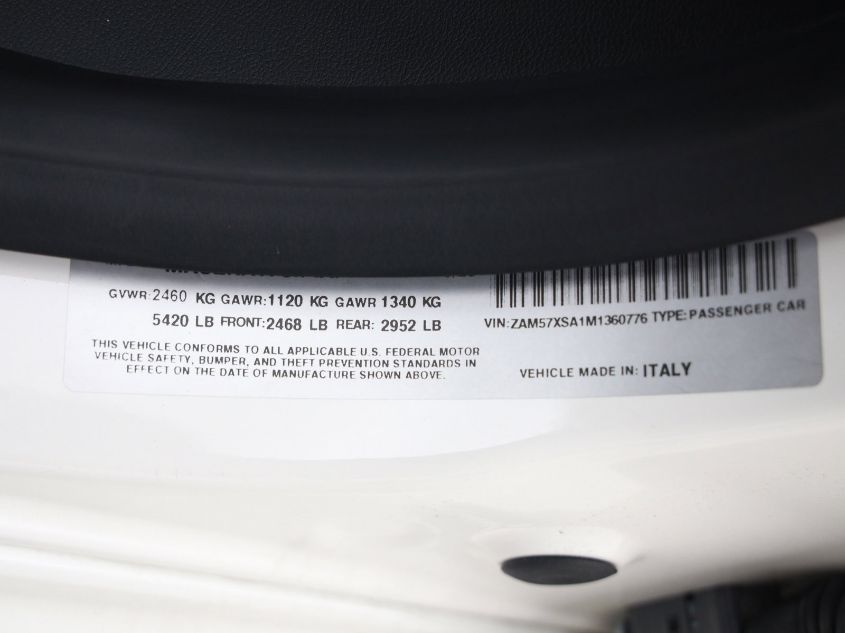 GVWR:2460 KG GAWR:1120 KG GAWR 1340 KG
5420 LB FRONT:2468 LB REAR: 2952 LB
THIS VEHICLE CONFORMS TO ALL APPLICABLE U.S. FEDERAL MOTOR
VEHICLE SAFETY, BUMPER, AND THEFT PREVENTION STANDARDS IN
EFFECT ON THE DATE OF MANUFACTURE SHOWN ABOVE.
VIN:ZAM57XSA1M1360776 TYPE:PASSENGER CAR
VEHICLE MADE IN: ITALY